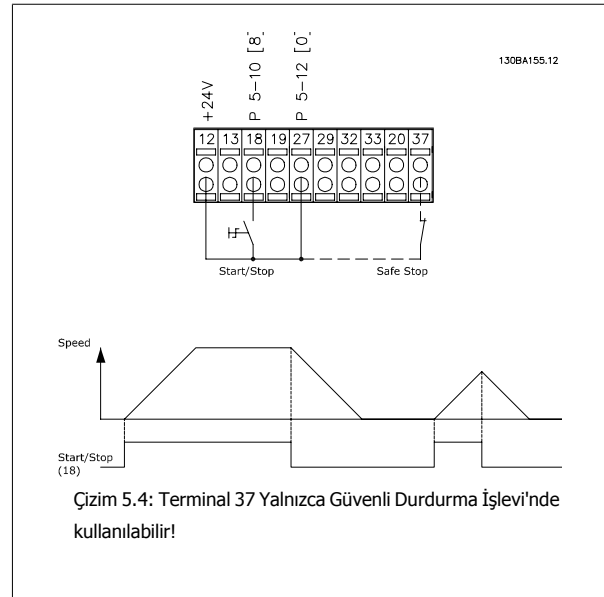 130BA155.12
+24V
P 5-10 [8]
P 5-12 [0]
12 13 18 19 27 29 32 33 20 37
Start/Stop
Safe Stop
Speed
Start/Stop
(18)
Çizim 5.4: Terminal 37 Yalnızca Güvenli Durdurma İşlevi'nde
kullanılabilir!